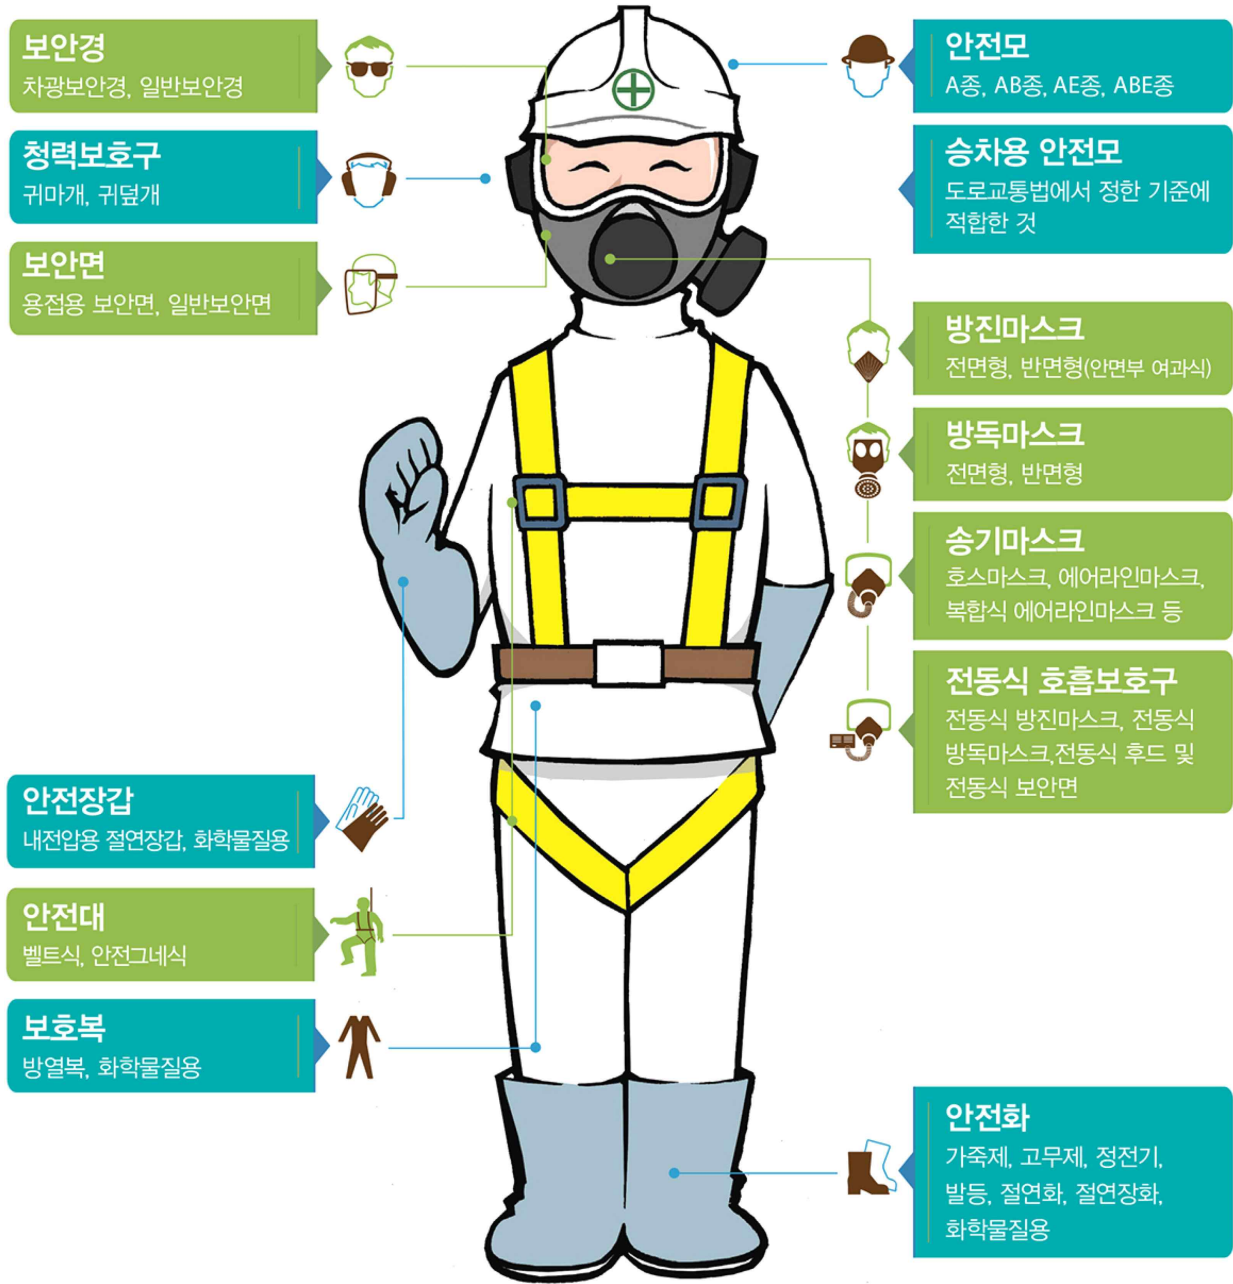 보안경
차광보안경, 일반보안경
청력보호구
귀마개, 귀덮개
보안면
용접용 보안면, 일반보안면
안전장갑
내전압용 절연장갑, 화학물질용
안전대
벨트식, 안전그네식
보호복
방열복, 화학물질용
안전모
A종, AB종, AE종, ABE종
승차용 안전모
도로교통법에서 정한 기준에
적합한 것
방진마스크
전면형, 반면형(안면부 여과식)
방독마스크
전면형, 반면형
송기마스크
호스마스크, 에어라인마스크,
복합식 에어라인마스크 등
전동식 호흡보호구
전동식 방진마스크, 전동식
방독마스크,전동식 후드 및
전동식 보안면
안전화
가죽제, 고무제, 정전기,
발등, 절연화, 절연장화,
화학물질용